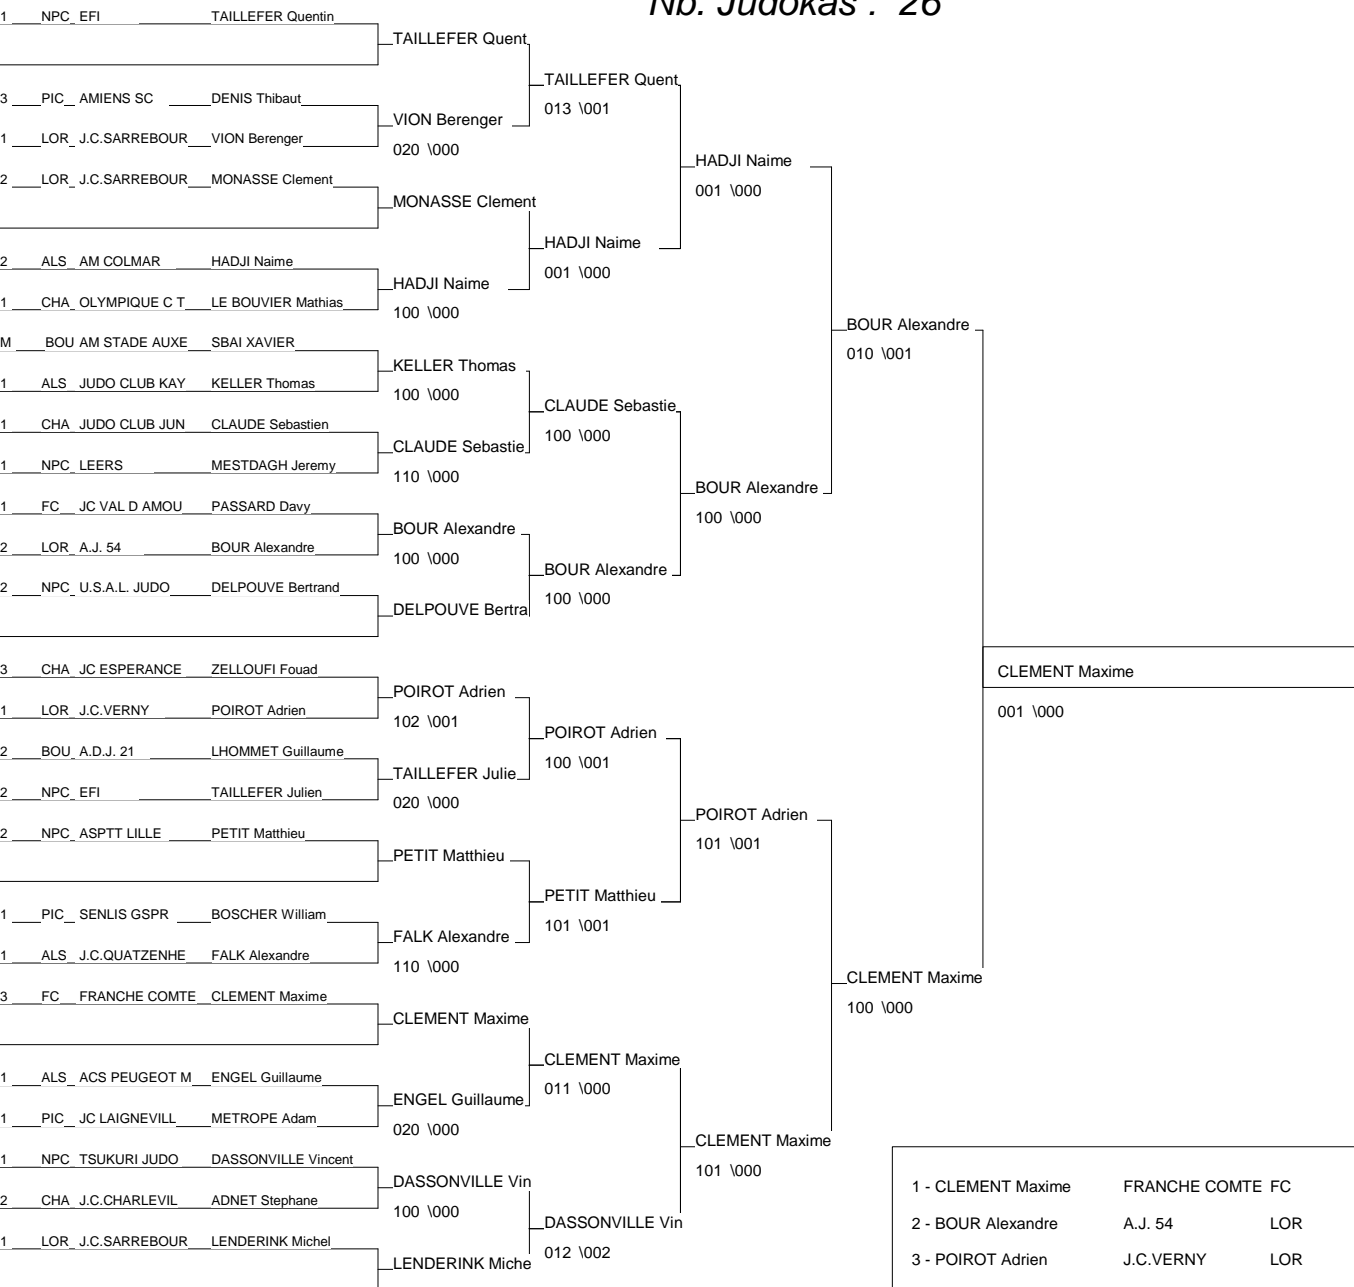 Nb. Judokas : 26
1 NPC EFI TAILLEFER Quentin
TAILLEFER Quent
TAILLEFER Quent
013 \001
3 PIC AMIENS SC DENIS Thibaut
VION Berenger
020 \000
1 LOR J.C.SARREBOUR VION Berenger
HADJI Naime
001 \000
2 LOR J.C.SARREBOUR MONASSE Clement
MONASSE Clement
HADJI Naime
001 \000
2 ALS AM COLMAR HADJI Naime
HADJI Naime
100 \000
1 CHA OLYMPIQUE C T LE BOUVIER Mathias
BOUR Alexandre
010 \001
M BOU AM STADE AUXE SBAI XAVIER
KELLER Thomas
100 \000
1 ALS JUDO CLUB KAY KELLER Thomas
CLAUDE Sebastie
100 \000
1 CHA JUDO CLUB JUN CLAUDE Sebastien
CLAUDE Sebastie
110 \000
1 NPC LEERS MESTDAGH Jeremy
BOUR Alexandre
100 \000
1 FC JC VAL D AMOU PASSARD Davy
BOUR Alexandre
100 \000
2 LOR A.J. 54 BOUR Alexandre
BOUR Alexandre
100 \000
2 NPC U.S.A.L. JUDO DELPOUVE Bertrand
DELPOUVE Bertra
3 CHA JC ESPERANCE ZELLOUFI Fouad
CLEMENT Maxime
001 \000
POIROT Adrien
102 \001
1 LOR J.C.VERNY POIROT Adrien
POIROT Adrien
100 \001
2 BOU A.D.J. 21 LHOMMET Guillaume
TAILLEFER Julie
020 \000
2 NPC EFI TAILLEFER Julien
POIROT Adrien
101 \001
2 NPC ASPTT LILLE PETIT Matthieu
PETIT Matthieu
PETIT Matthieu
101 \001
1 PIC SENLIS GSPR BOSCHER William
FALK Alexandre
110 \000
1 ALS J.C.QUATZENHE FALK Alexandre
CLEMENT Maxime
100 \000
3 FC FRANCHE COMTE CLEMENT Maxime
CLEMENT Maxime
CLEMENT Maxime
011 \000
1 ALS ACS PEUGEOT M ENGEL Guillaume
ENGEL Guillaume
020 \000
1 PIC JC LAIGNEVILL METROPE Adam
CLEMENT Maxime
101 \000
1 NPC TSUKURI JUDO DASSONVILLE Vincent
DASSONVILLE Vin
100 \000
2 CHA J.C.CHARLEVIL ADNET Stephane
DASSONVILLE Vin
012 \002
1 LOR J.C.SARREBOUR LENDERINK Michel
LENDERINK Miche
1 - CLEMENT Maxime FRANCHE COMTE FC
2 - BOUR Alexandre A.J. 54 LOR
3 - POIROT Adrien J.C.VERNY LOR